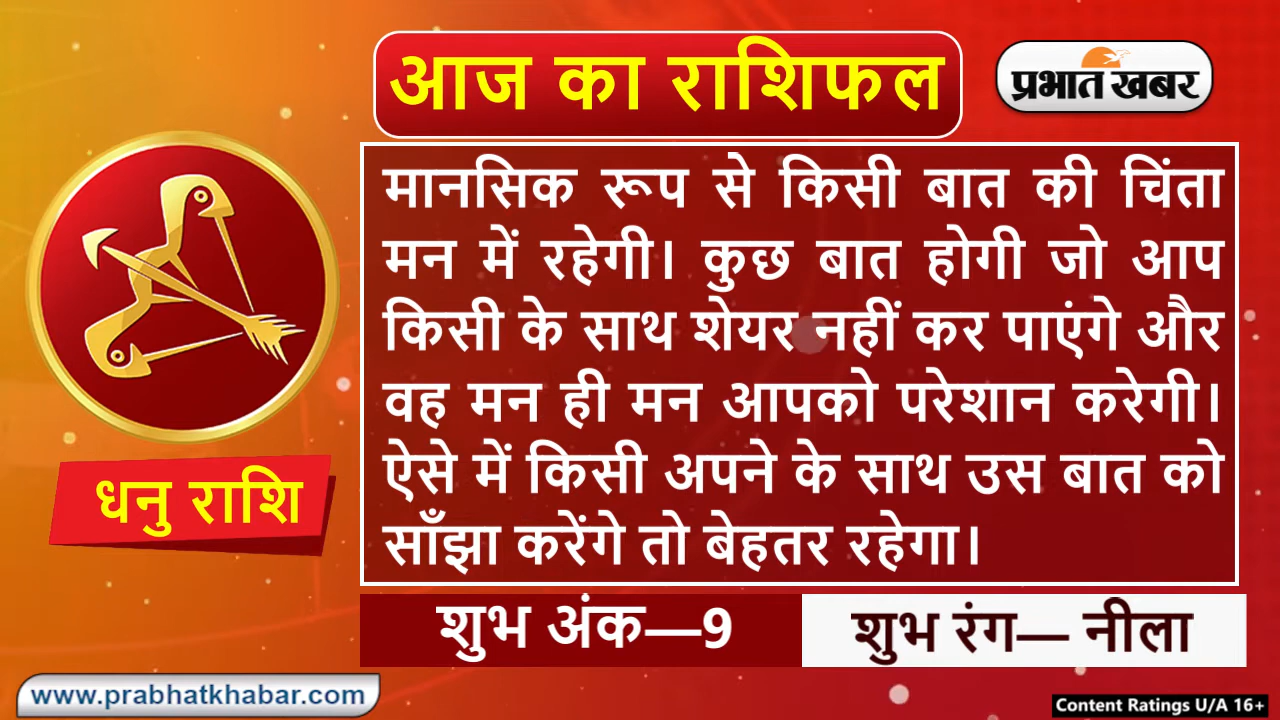 आज का राशिफल
प्रभात खबर
मानसिक रूप से किसी बात की चिंता
मन में रहेगी। कुछ बात होगी जो आप
किसी के साथ शेयर नहीं कर पाएंगे और
वह मन ही मन आपको परेशान करेगी।
ऐसे में किसी अपने के साथ उस बात को
साँझा करेंगे तो बेहतर रहेगा।
धनु राशि
शुभ अंक—9
शुभ रंग— नीला
www.prabhatkhabar.com
Content Ratings U/A 16+